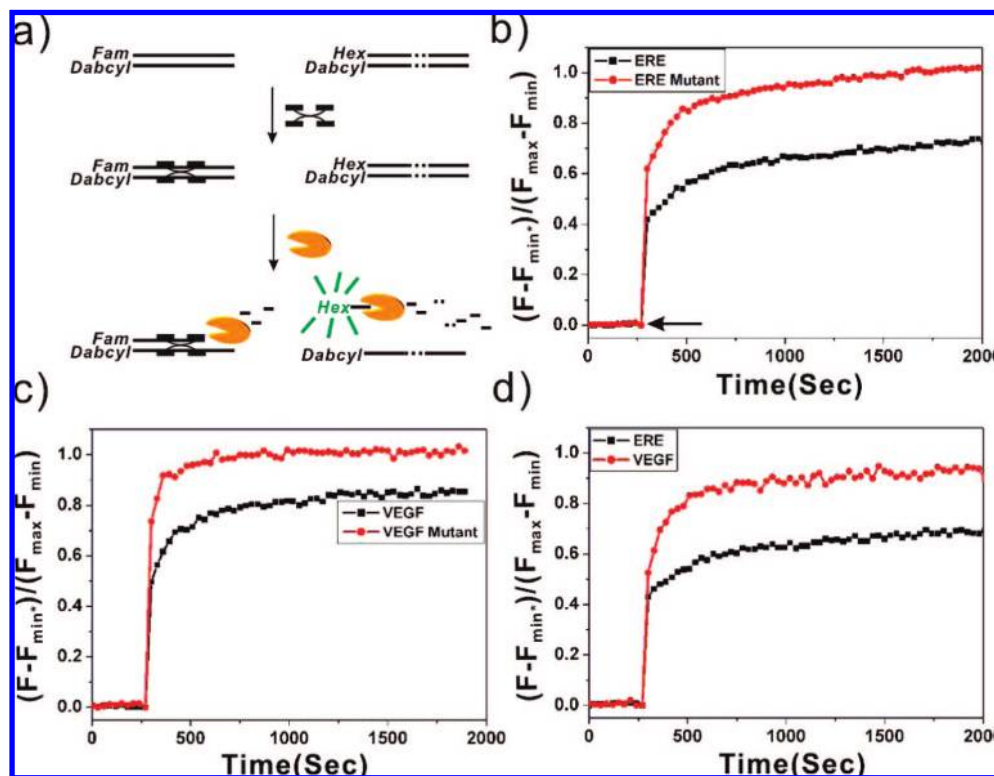 a)
Fam
Dabcyl
Hex
Dabcyl
Fam
Dabcyl
Hex
Dabcyl
Fam
Dabcyl
Hex
Dabcyl
b)
ERE
ERE Mutant
(F-Fmin*)/(Fmax-Fmin)
1.0
0.8
0.6
0.4
0.2
0.0
0 500 1000 1500 2000
Time(Sec)
c)
VEGF
VEGF Mutant
(F-Fmin*)/(Fmax-Fmin)
1.0
0.8
0.6
0.4
0.2
0.0
0 500 1000 1500 2000
Time(Sec)
d)
ERE
VEGF
(F-Fmin*)/(Fmax-Fmin)
1.0
0.8
0.6
0.4
0.2
0.0
0 500 1000 1500 2000
Time(Sec)